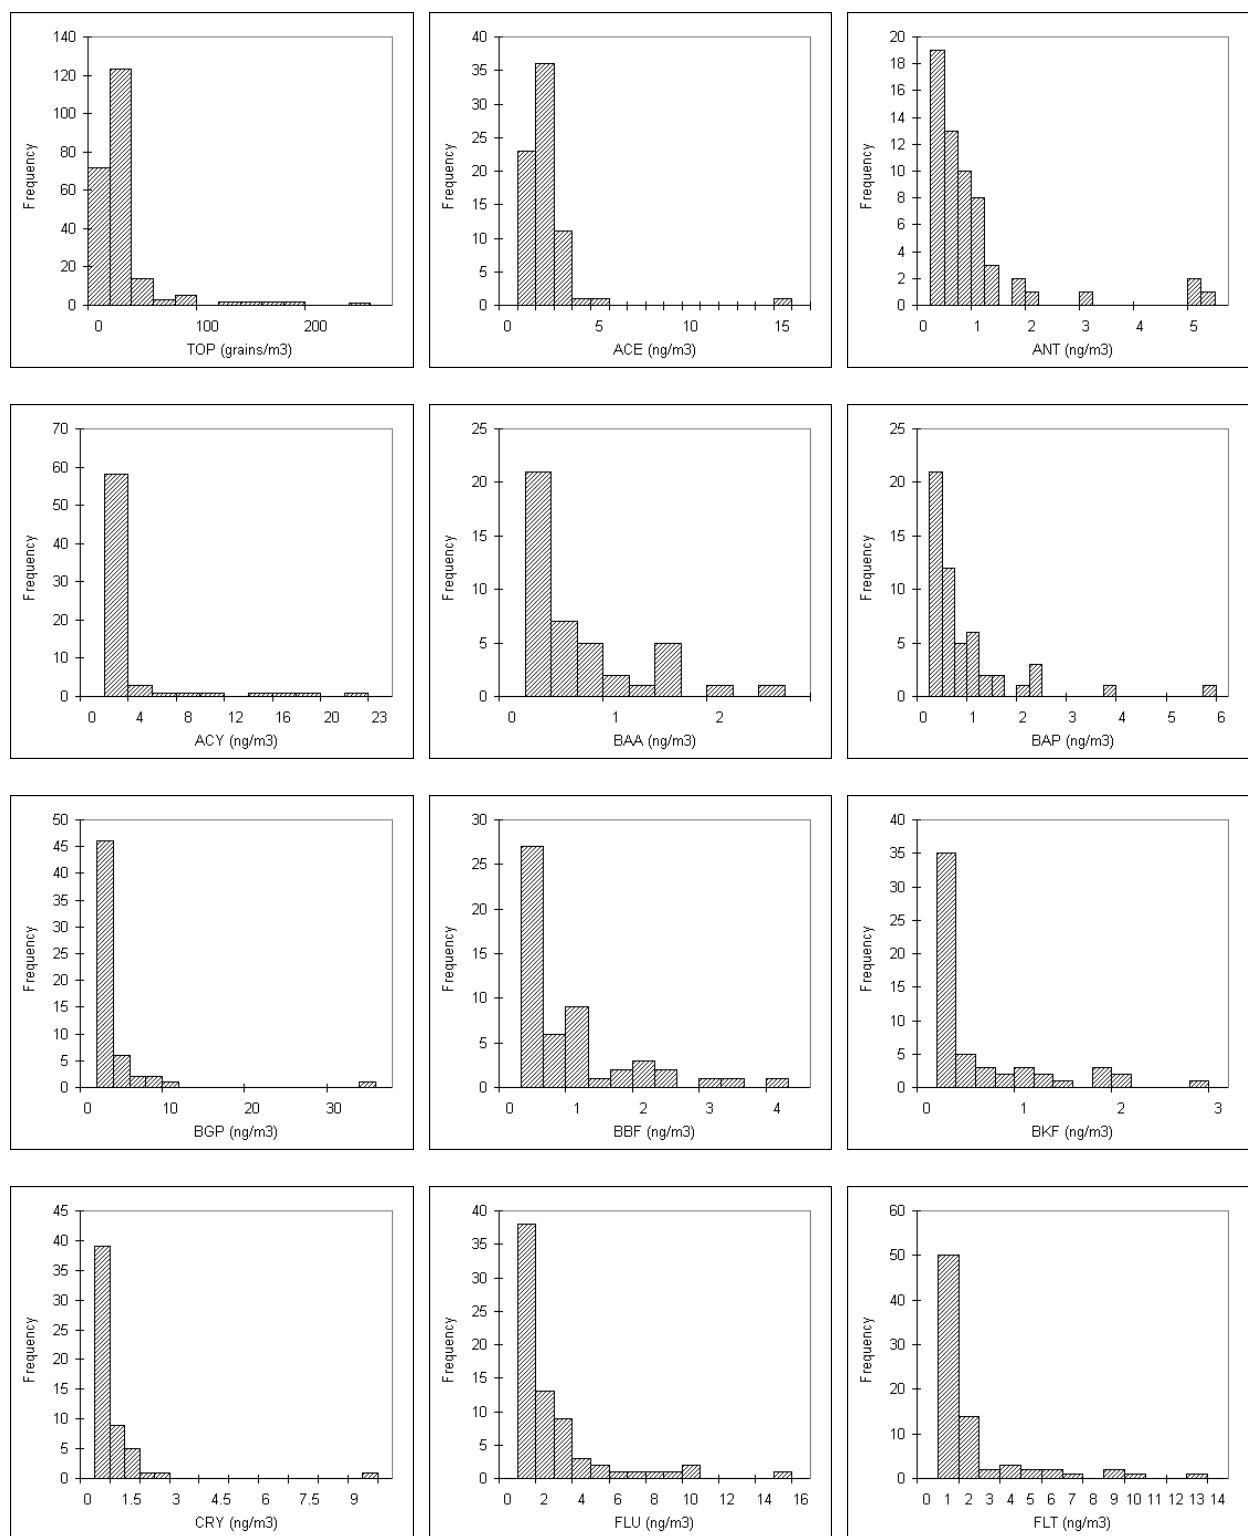 140
120
100
80
60
40
20
0
Frequency
0 100 200
TOP (grains/m3)
40
35
30
25
20
15
10
5
0
Frequency
0 5 10 15
ACE (ng/m3)
20
18
16
14
12
10
8
6
4
2
0
Frequency
0 1 2 3 4 5
ANT (ng/m3)
70
60
50
40
30
20
10
0
Frequency
0 4 8 12 16 20 23
ACY (ng/m3)
25
20
15
10
5
0
Frequency
0 1 2
BAA (ng/m3)
25
20
15
10
5
0
Frequency
0 1 2 3 4 5 6
BAP (ng/m3)
50
45
40
35
30
25
20
15
10
5
0
Frequency
0 10 20 30
BGP (ng/m3)
30
25
20
15
10
5
0
Frequency
0 1 2 3 4
BBF (ng/m3)
40
35
30
25
20
15
10
5
0
Frequency
0 1 2 3
BKF (ng/m3)
45
40
35
30
25
20
15
10
5
0
Frequency
0 1.5 3 4.5 6 7.5 9
CRY (ng/m3)
40
35
30
25
20
15
10
5
0
Frequency
0 2 4 6 8 10 12 14 16
FLU (ng/m3)
60
50
40
30
20
10
0
Frequency
0 1 2 3 4 5 6 7 8 9 10 11 12 13 14
FLT (ng/m3)